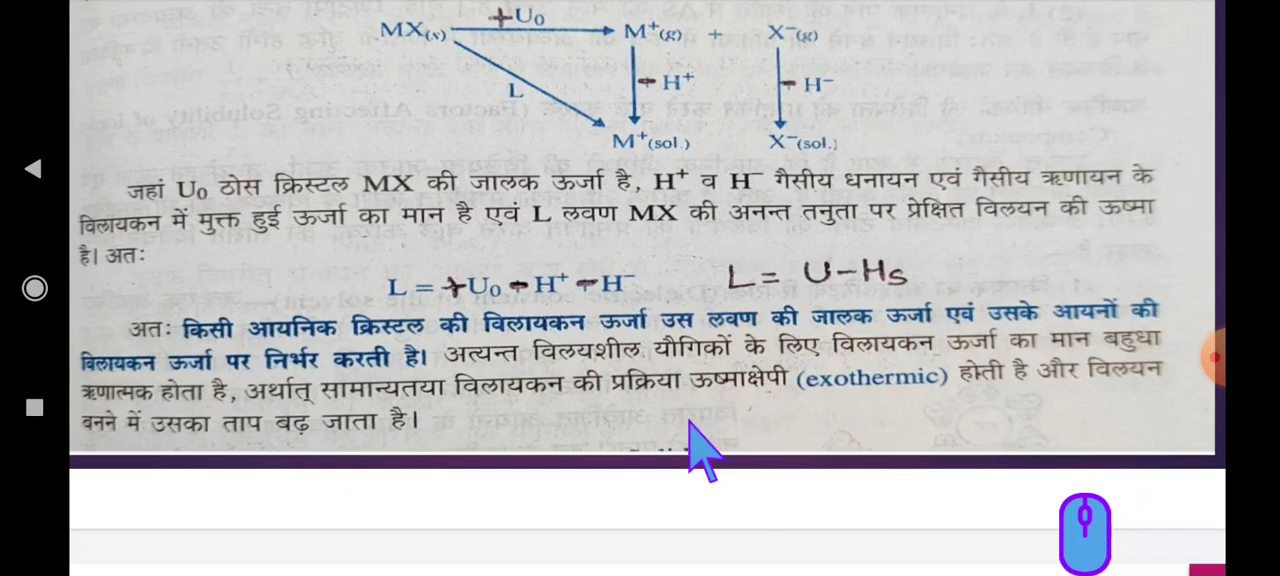 MX(s) +U₀ M⁺(g) + X⁻(g)
L -H⁺ -H⁻
M⁺(sol.) X⁻(sol.)
जहां U₀ ठोस क्रिस्टल MX की जालक ऊर्जा है, H⁺ व H⁻ गैसीय धनायन एवं गैसीय ऋणायन के
विलायकन में मुक्त हुई ऊर्जा का मान है एवं L लवण MX की अनन्त तनुता पर प्रेक्षित विलयन की ऊष्मा
है। अतः
L = +U₀ - H⁺ - H⁻ L = U-Hs
अतः किसी आयनिक क्रिस्टल की विलायकन ऊर्जा उस लवण की जालक ऊर्जा एवं उसके आयनों की
विलायकन ऊर्जा पर निर्भर करती है। अत्यन्त विलयशील यौगिकों के लिए विलायकन ऊर्जा का मान बहुधा
ऋणात्मक होता है, अर्थात् सामान्यतया विलायकन की प्रक्रिया ऊष्माक्षेपी (exothermic) होती है और विलयन
बनने में उसका ताप बढ़ जाता है।